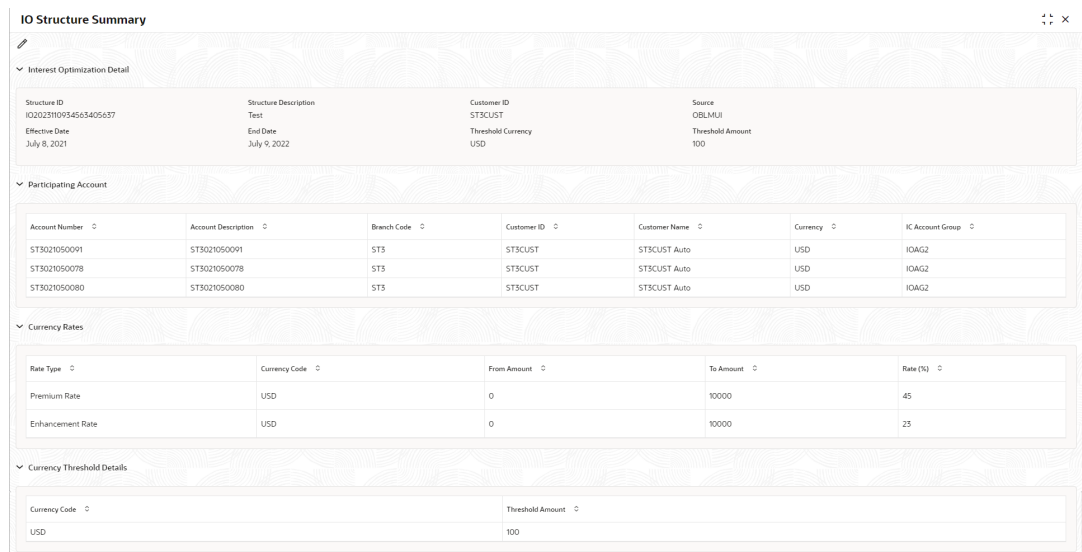 IO Structure Summary
Interest Optimization Detail
Structure ID Structure Description Customer ID Source
IO2023110934563405637 Test ST3CUST OBLMUI
Effective Date End Date Threshold Currency Threshold Amount
July 8, 2021 July 9, 2022 USD 100
Participating Account
Account Number Account Description Branch Code Customer ID Customer Name Currency IC Account Group
ST3021050091 ST3021050091 ST3 ST3CUST ST3CUST Auto USD IOAG2
ST3021050078 ST3021050078 ST3 ST3CUST ST3CUST Auto USD IOAG2
ST3021050080 ST3021050080 ST3 ST3CUST ST3CUST Auto USD IOAG2
Currency Rates
Rate Type Currency Code From Amount To Amount Rate (%)
Premium Rate USD 0 10000 45
Enhancement Rate USD 0 10000 23
Currency Threshold Details
Currency Code Threshold Amount
USD 100